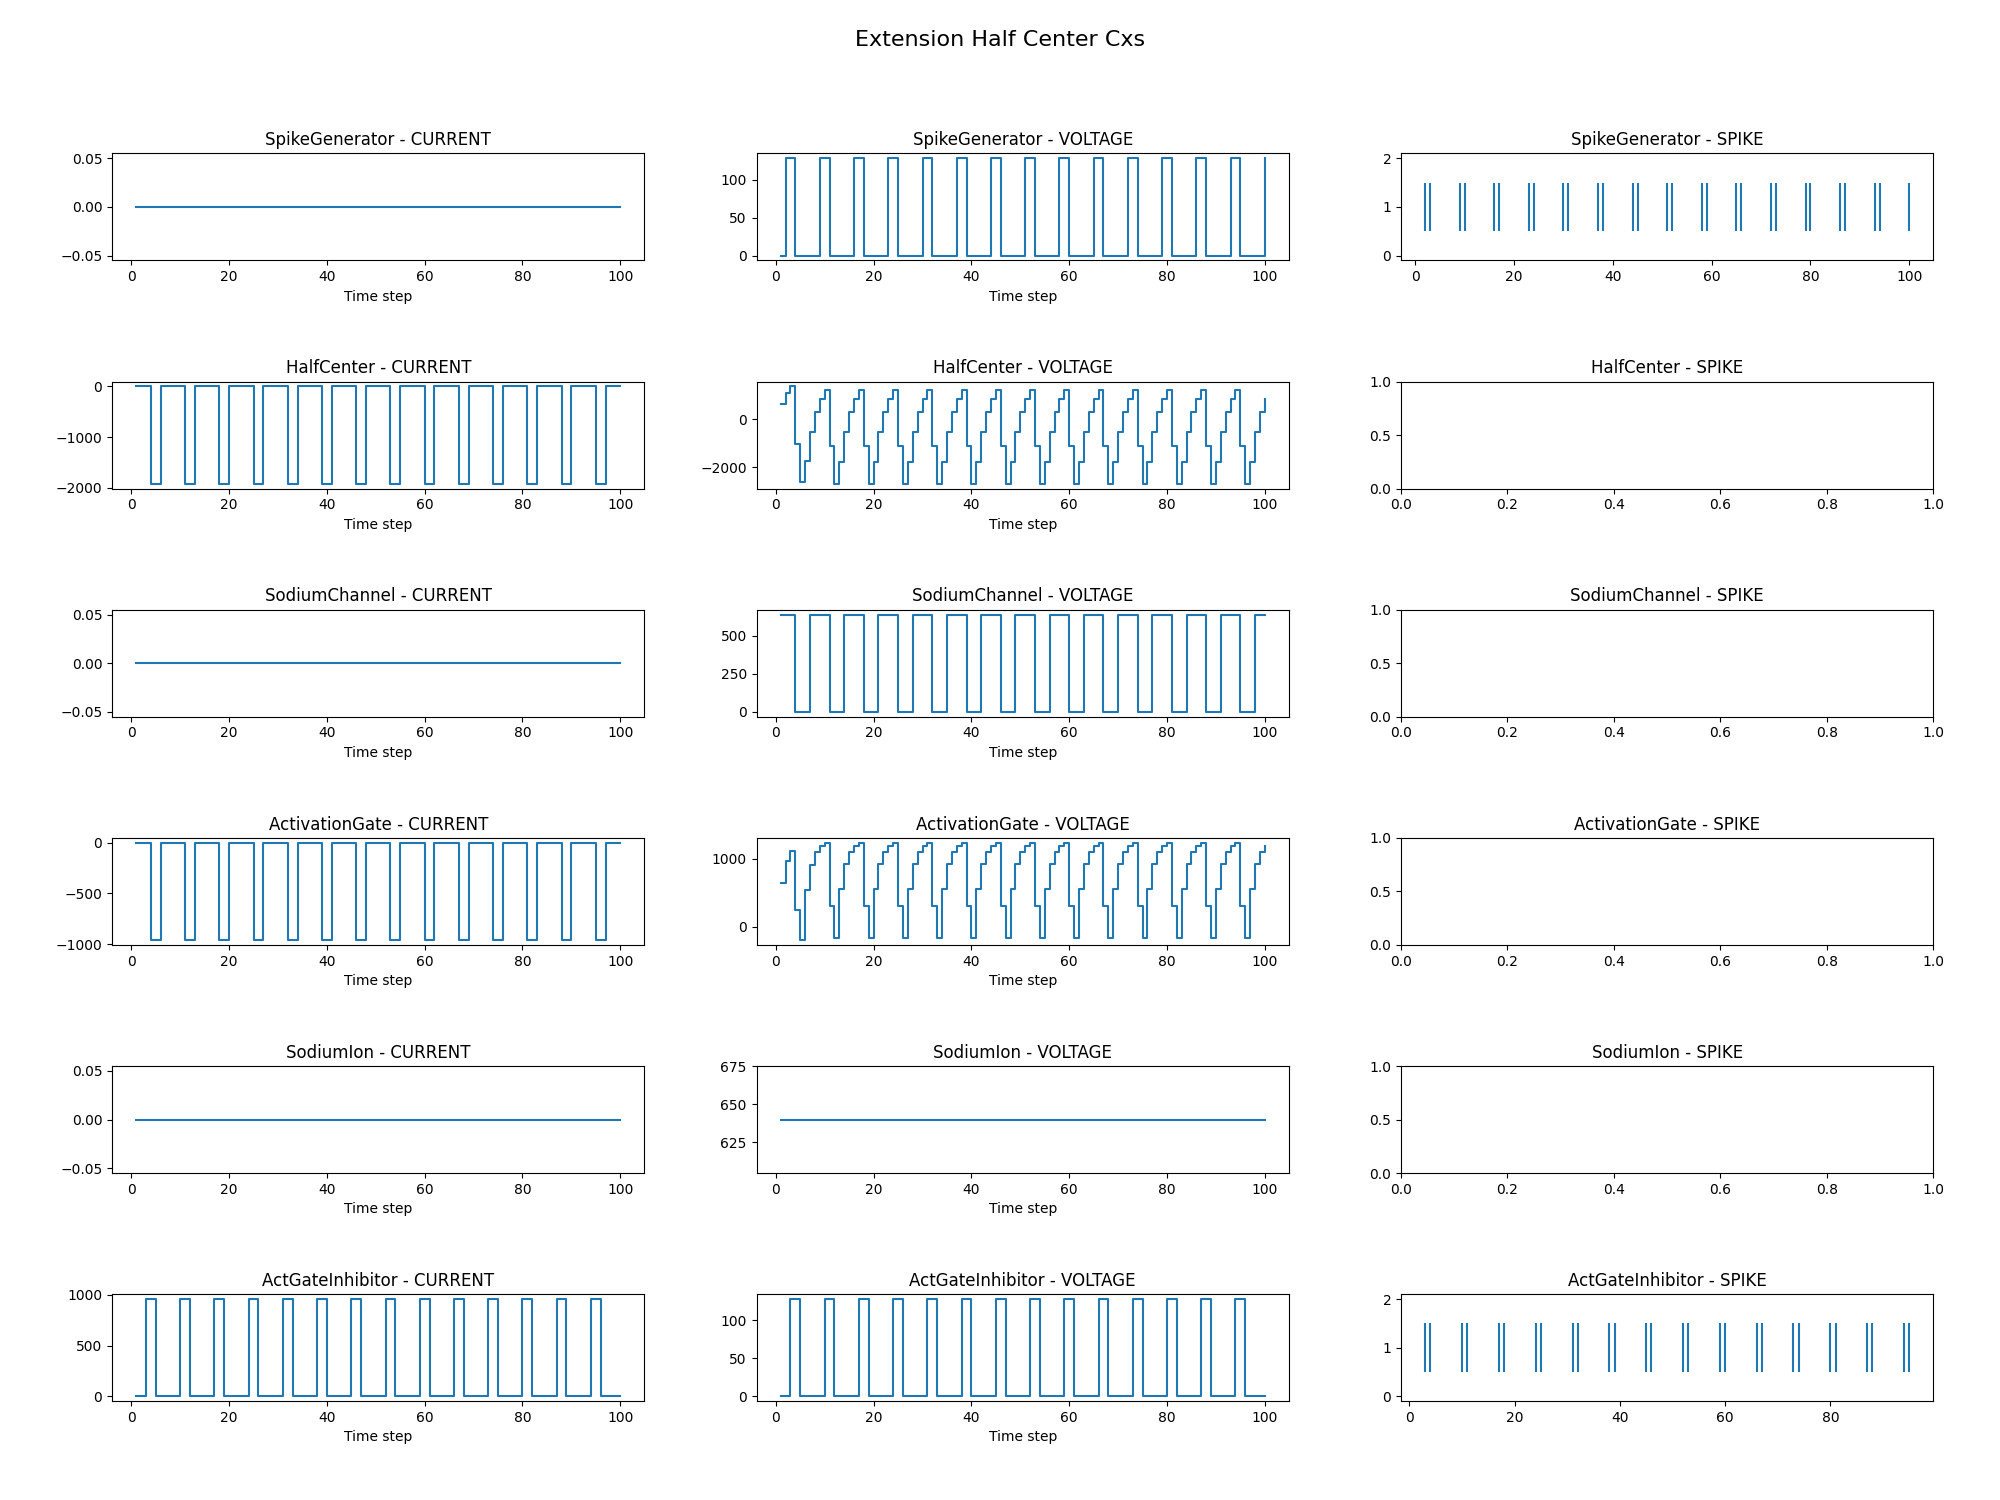 Extension Half Center Cxs
SpikeGenerator - CURRENT
0.05
0.00
−0.05
0 20 40 60 80 100
Time step
SpikeGenerator - VOLTAGE
100
50
0
0 20 40 60 80 100
Time step
SpikeGenerator - SPIKE
2
1
0
0 20 40 60 80 100
HalfCenter - CURRENT
0
−1000
−2000
0 20 40 60 80 100
Time step
HalfCenter - VOLTAGE
0
−2000
0 20 40 60 80 100
Time step
HalfCenter - SPIKE
1.0
0.5
0.0
0.0 0.2 0.4 0.6 0.8 1.0
SodiumChannel - CURRENT
0.05
0.00
−0.05
0 20 40 60 80 100
Time step
SodiumChannel - VOLTAGE
500
250
0
0 20 40 60 80 100
Time step
SodiumChannel - SPIKE
1.0
0.5
0.0
0.0 0.2 0.4 0.6 0.8 1.0
ActivationGate - CURRENT
0
−500
−1000
0 20 40 60 80 100
Time step
ActivationGate - VOLTAGE
1000
0
0 20 40 60 80 100
Time step
ActivationGate - SPIKE
1.0
0.5
0.0
0.0 0.2 0.4 0.6 0.8 1.0
SodiumIon - CURRENT
0.05
0.00
−0.05
0 20 40 60 80 100
Time step
SodiumIon - VOLTAGE
675
650
625
0 20 40 60 80 100
Time step
SodiumIon - SPIKE
1.0
0.5
0.0
0.0 0.2 0.4 0.6 0.8 1.0
ActGateInhibitor - CURRENT
1000
500
0
0 20 40 60 80 100
Time step
ActGateInhibitor - VOLTAGE
100
50
0
0 20 40 60 80 100
Time step
ActGateInhibitor - SPIKE
2
1
0
0 20 40 60 80